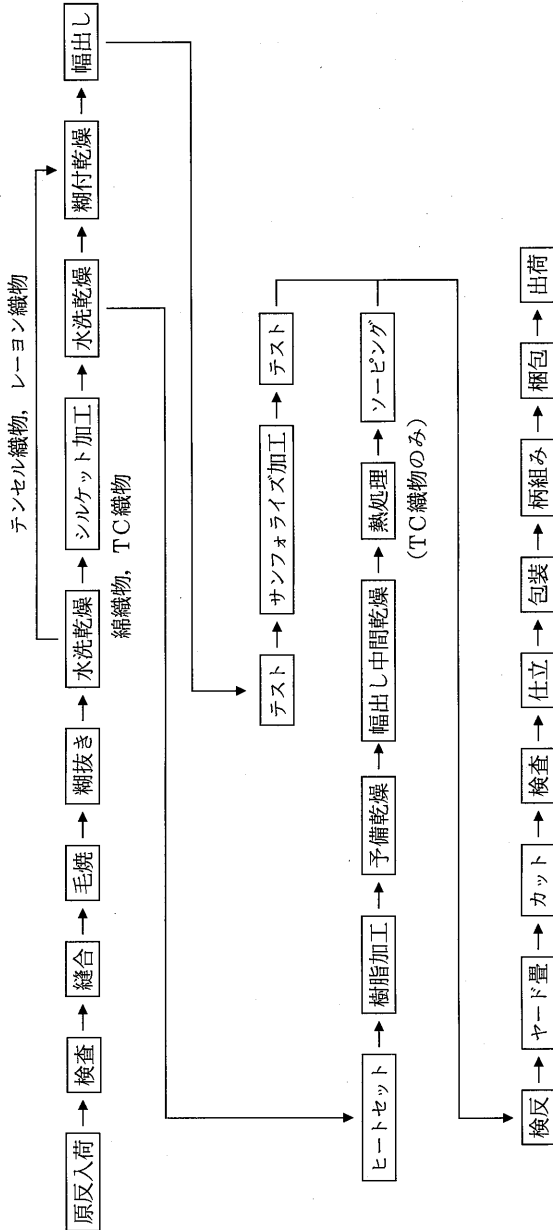 テンセル織物，レーヨン織物
原反入荷 → 検査 → 縫合 → 毛焼 → 糊抜き → 水洗乾燥 → シルケット加工 → 水洗乾燥 → 糊付乾燥 → 幅出し
綿織物，TC織物
テスト → サンフォライズ加工 → テスト
ヒートセット → 樹脂加工 → 予備乾燥 → 幅出し中間乾燥 → 熱処理 → ソーピング
(TC織物のみ)
検反 → ヤード畳 → カット → 検査 → 仕立 → 包装 → 柄組み → 梱包 → 出荷